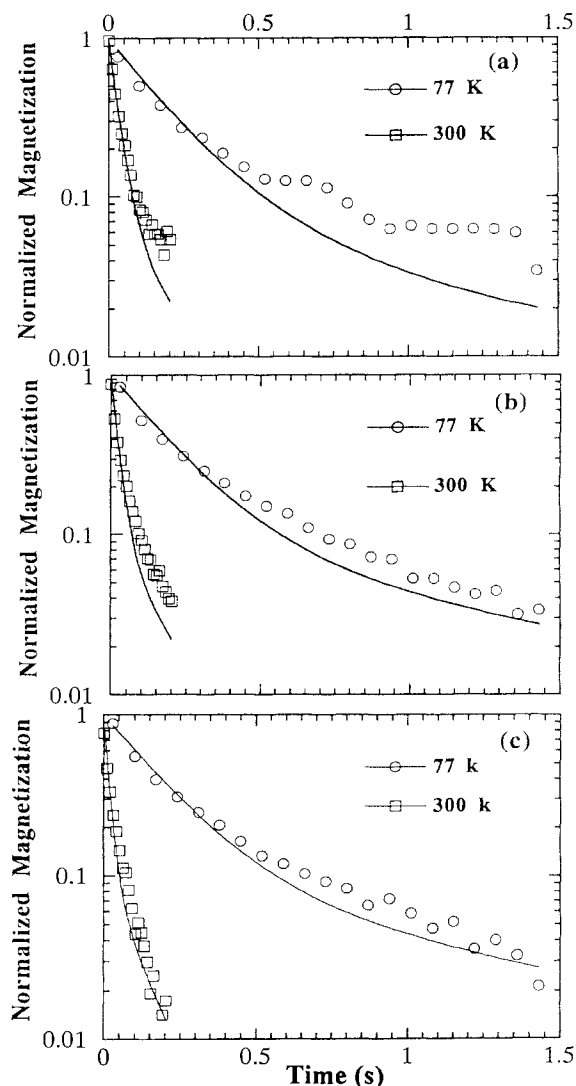 0 0.5 1 1.5
1
(a)
77 K
300 K
0.1
Normalized Magnetization
0.01
1
(b)
77 K
300 K
0.1
Normalized Magnetization
0.01
1
(c)
77 k
300 k
0.1
Normalized Magnetization
0.01
0 0.5 1 1.5
Time (s)